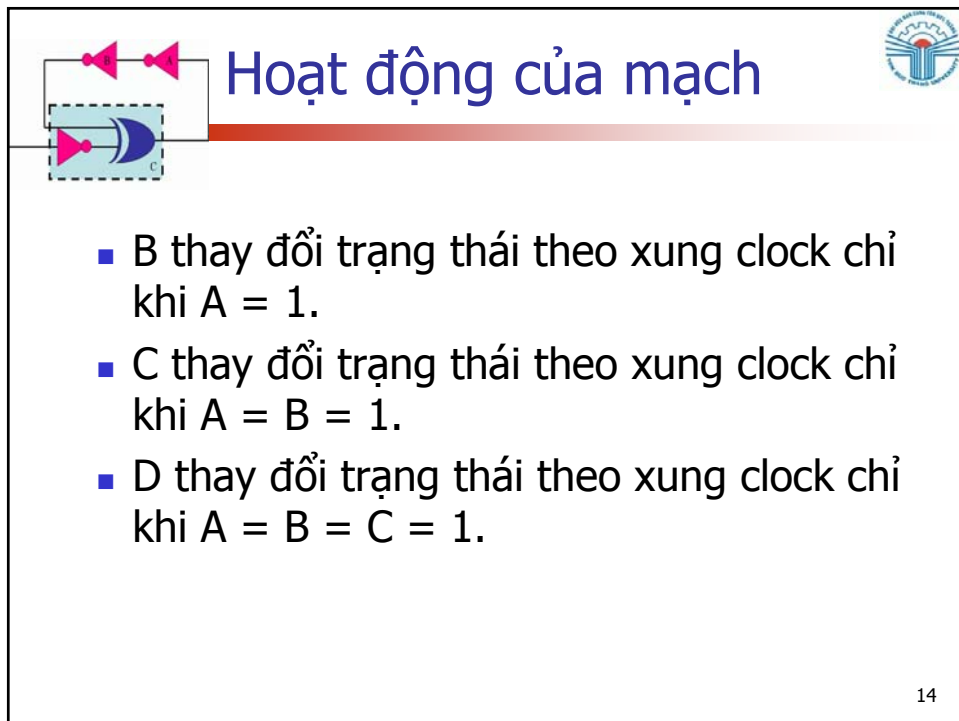 Hoạt động của mạch
B
A
C
B thay đổi trạng thái theo xung clock chỉ
khi A = 1.
C thay đổi trạng thái theo xung clock chỉ
khi A = B = 1.
D thay đổi trạng thái theo xung clock chỉ
khi A = B = C = 1.
14